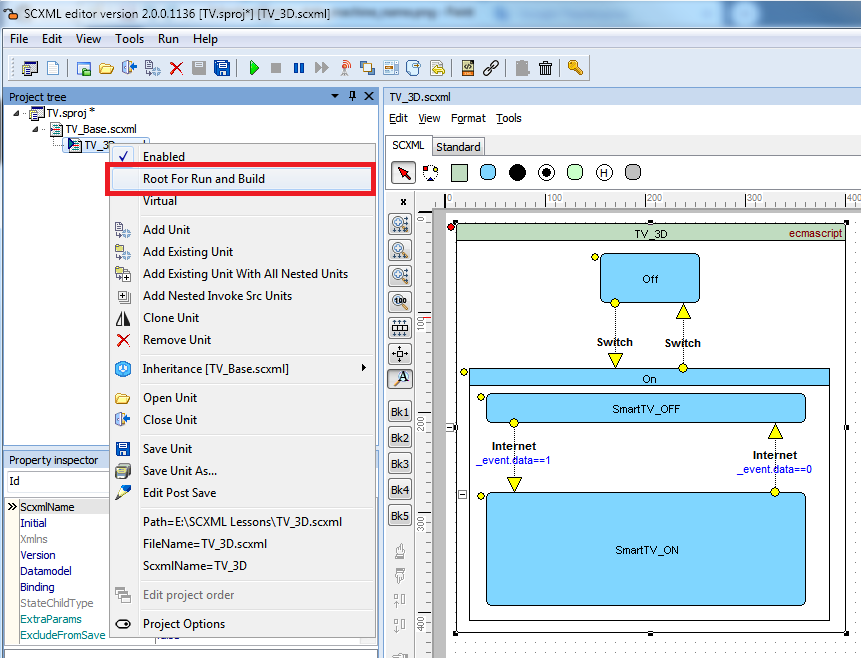 SCXML editor version 2.0.0.1136 [TV.sproj*] [TV_3D.scxml]
File Edit View Tools Run Help
Project tree
TV.sproj *
TV_Base.scxml
TV_3D
Enabled
Root For Run and Build
Virtual
Add Unit
Add Existing Unit
Add Existing Unit With All Nested Units
Add Nested Invoke Src Units
Clone Unit
Remove Unit
Inheritance [TV_Base.scxml]
Open Unit
Close Unit
Save Unit
Save Unit As...
Edit Post Save
Path=E:\SCXML Lessons\TV_3D.scxml
FileName=TV_3D.scxml
ScxmlName=TV_3D
Edit project order
Project Options
Property inspector
Id
ScxmlName
Initial
Xmlns
Version
Datamodel
Binding
StateChildType
ExtraParams
ExcludeFromSave
TV_3D.scxml
Edit View Format Tools
SCXML Standard
H
x
0 100 200 300 400
0
100
200
300
400
100
A
Bk1
Bk2
Bk3
Bk4
Bk5
TV_3D ecmascript
Off
Switch Switch
On
SmartTV_OFF
Internet
_event.data==1
Internet
_event.data==0
SmartTV_ON